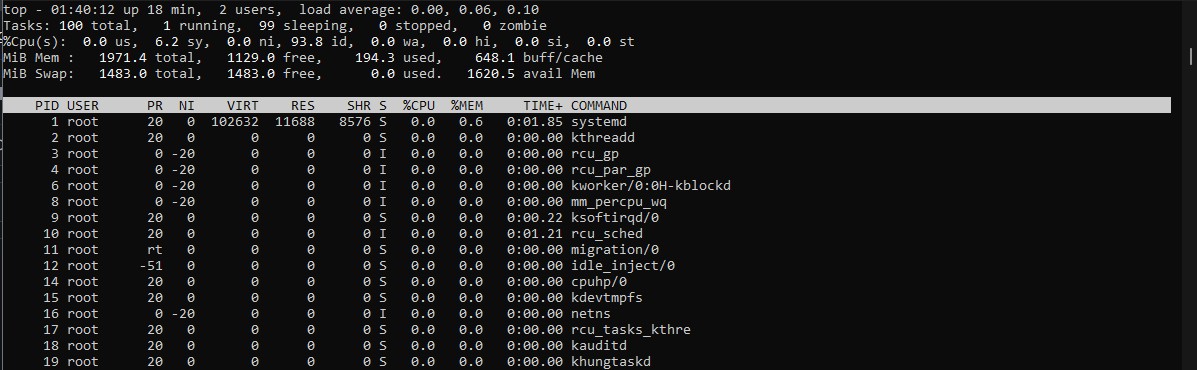 top - 01:40:12 up 18 min,  2 users,  load average: 0.00, 0.06, 0.10
Tasks: 100 total,   1 running,  99 sleeping,   0 stopped,   0 zombie
%Cpu(s):  0.0 us,  6.2 sy,  0.0 ni, 93.8 id,  0.0 wa,  0.0 hi,  0.0 si,  0.0 st
MiB Mem :   1971.4 total,   1129.0 free,    194.3 used,    648.1 buff/cache
MiB Swap:   1483.0 total,   1483.0 free,      0.0 used.   1620.5 avail Mem
PID USER      PR  NI    VIRT    RES    SHR S  %CPU  %MEM     TIME+ COMMAND
1 root      20   0  102632  11688   8576 S   0.0   0.6   0:01.85 systemd
2 root      20   0       0      0      0 S   0.0   0.0   0:00.00 kthreadd
3 root       0 -20       0      0      0 I   0.0   0.0   0:00.00 rcu_gp
4 root       0 -20       0      0      0 I   0.0   0.0   0:00.00 rcu_par_gp
6 root       0 -20       0      0      0 I   0.0   0.0   0:00.00 kworker/0:0H-kblockd
8 root       0 -20       0      0      0 I   0.0   0.0   0:00.00 mm_percpu_wq
9 root      20   0       0      0      0 S   0.0   0.0   0:00.22 ksoftirqd/0
10 root      20   0       0      0      0 I   0.0   0.0   0:01.21 rcu_sched
11 root      rt   0       0      0      0 S   0.0   0.0   0:00.00 migration/0
12 root     -51   0       0      0      0 S   0.0   0.0   0:00.00 idle_inject/0
14 root      20   0       0      0      0 S   0.0   0.0   0:00.00 cpuhp/0
15 root      20   0       0      0      0 S   0.0   0.0   0:00.00 kdevtmpfs
16 root       0 -20       0      0      0 I   0.0   0.0   0:00.00 netns
17 root      20   0       0      0      0 S   0.0   0.0   0:00.00 rcu_tasks_kthre
18 root      20   0       0      0      0 S   0.0   0.0   0:00.00 kauditd
19 root      20   0       0      0      0 S   0.0   0.0   0:00.00 khungtaskd